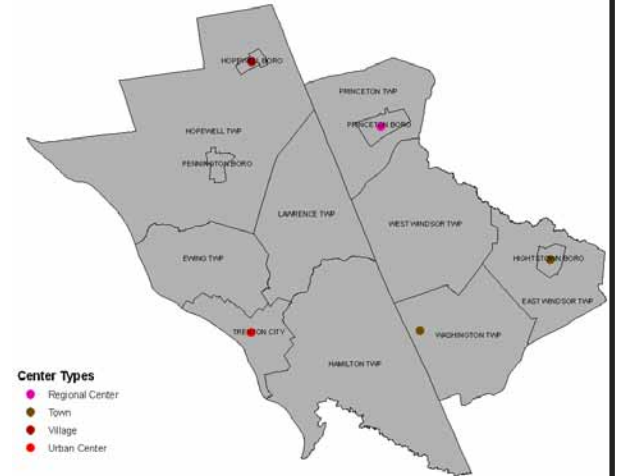 HOPEWELL BORO
PRINCETON TWP
PRINCETON BORO
HOPEWELL TWP
PENNINGTON BORO
LAWRENCE TWP
WEST WINDSOR TWP
EWING TWP
HIGHTSTOWN BORO
EAST WINDSOR TWP
TRENTON CITY
WASHINGTON TWP
HAMILTON TWP
Center Types
Regional Center
Town
Village
Urban Center